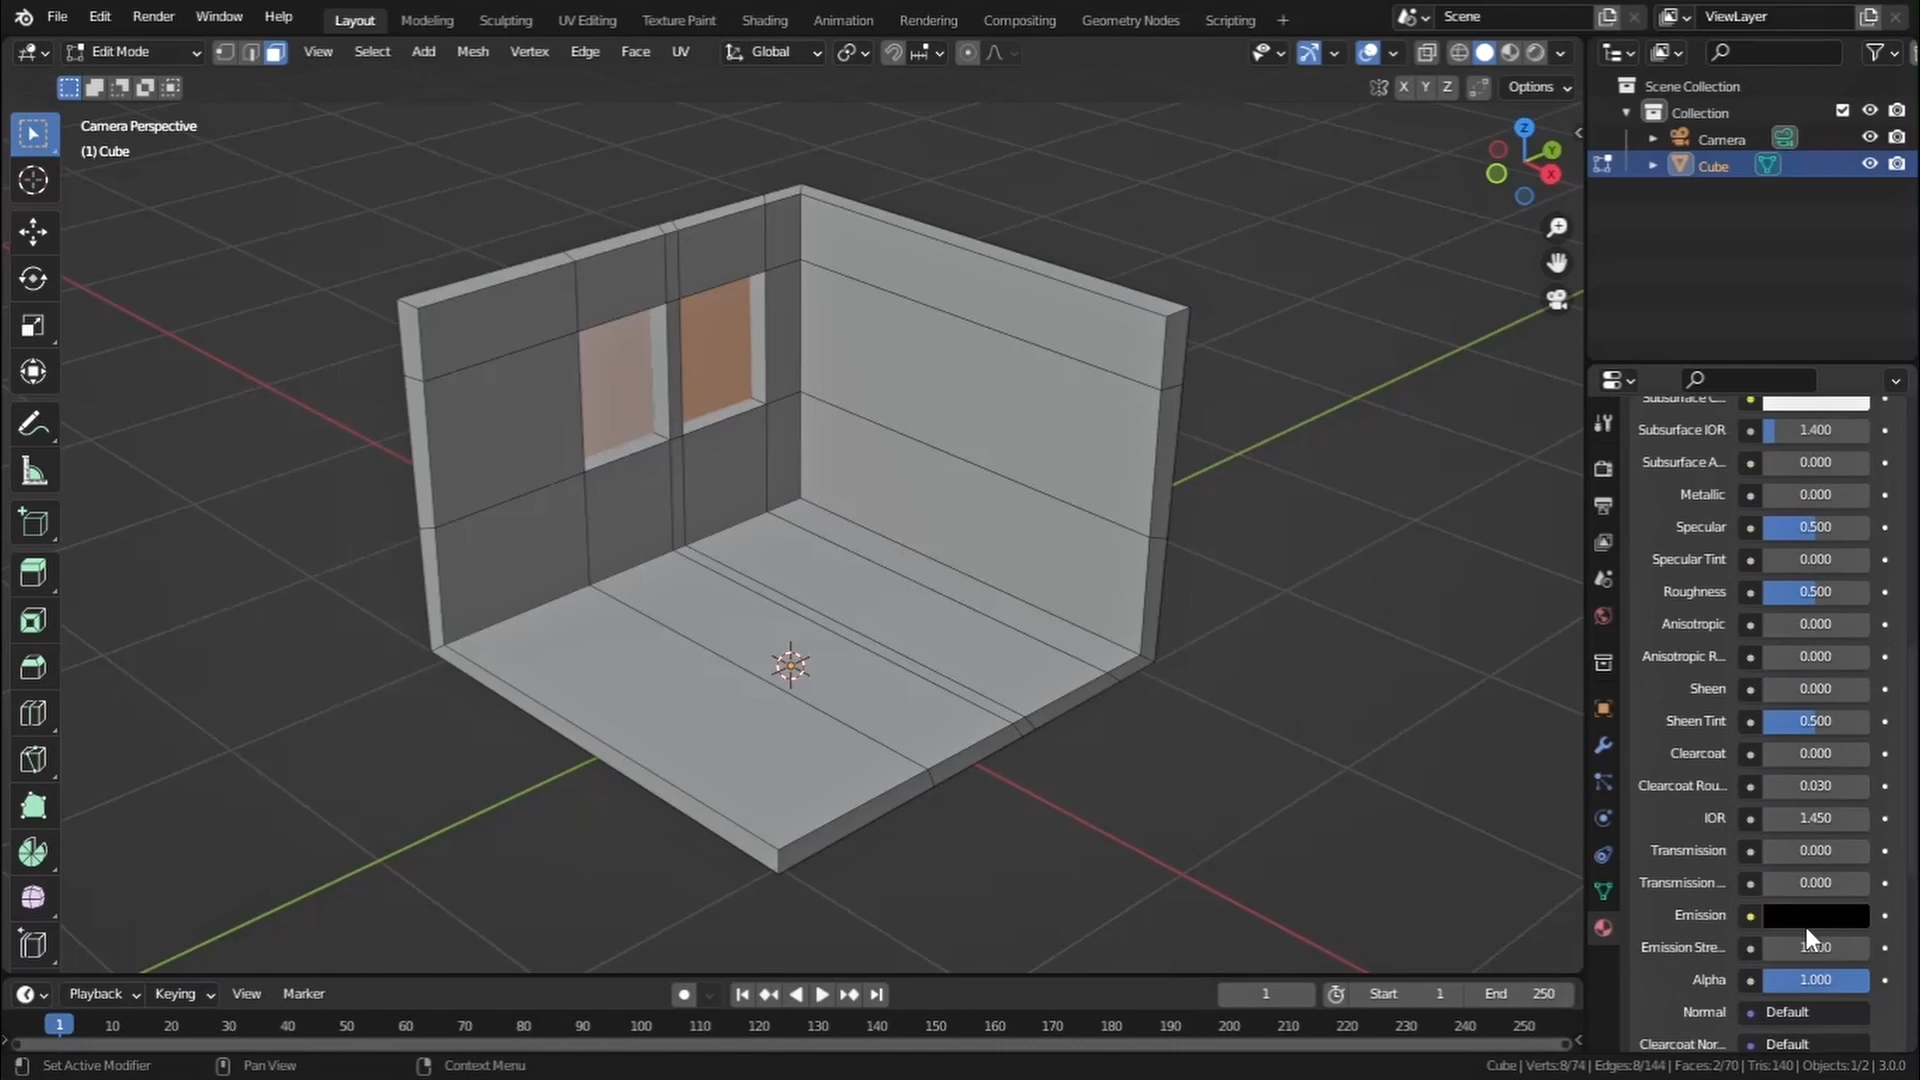 File Edit Render Window Help Layout Modeling Sculpting UV Editing Texture Paint Shading Animation Rendering Compositing Geometry Nodes Scripting + Scene ViewLayer
Edit Mode View Select Add Mesh Vertex Edge Face UV Global
X Y Z Options
Camera Perspective
(1) Cube
Z
Y
X
Scene Collection
Collection
Camera
Cube
Subsurface C...
Subsurface IOR 1.400
Subsurface A... 0.000
Metallic 0.000
Specular 0.500
Specular Tint 0.000
Roughness 0.500
Anisotropic 0.000
Anisotropic R... 0.000
Sheen 0.000
Sheen Tint 0.500
Clearcoat 0.000
Clearcoat Rou... 0.030
IOR 1.450
Transmission 0.000
Transmission ... 0.000
Emission
Emission Stre...
Alpha 1.000
Normal Default
Clearcoat Nor... Default
Playback Keying View Marker 1 Start 1 End 250
1 10 20 30 40 50 60 70 80 90 100 110 120 130 140 150 160 170 180 190 200 210 220 230 240 250
Set Active Modifier Pan View Context Menu Cube | Verts:8/74 | Edges:8/144 | Faces:2/70 | Tris:140 | Objects:1/2 | 3.0.0